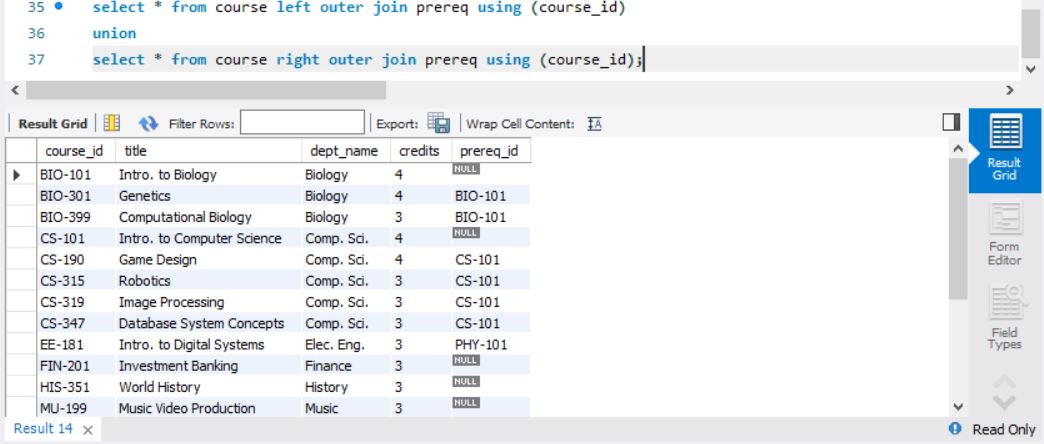 35 select * from course left outer join prereq using (course_id)
36 union
37 select * from course right outer join prereq using (course_id);
Result Grid Filter Rows: Export: Wrap Cell Content: IA
course_id title dept_name credits prereq_id
BIO-101 Intro. to Biology Biology 4 NULL
BIO-301 Genetics Biology 4 BIO-101
BIO-399 Computational Biology Biology 3 BIO-101
CS-101 Intro. to Computer Science Comp. Sci. 4 NULL
CS-190 Game Design Comp. Sci. 4 CS-101
CS-315 Robotics Comp. Sci. 3 CS-101
CS-319 Image Processing Comp. Sci. 3 CS-101
CS-347 Database System Concepts Comp. Sci. 3 CS-101
EE-181 Intro. to Digital Systems Elec. Eng. 3 PHY-101
FIN-201 Investment Banking Finance 3 NULL
HIS-351 World History History 3 NULL
MU-199 Music Video Production Music 3 NULL
Result
Grid
Form
Editor
Field
Types
Result 14
Read Only